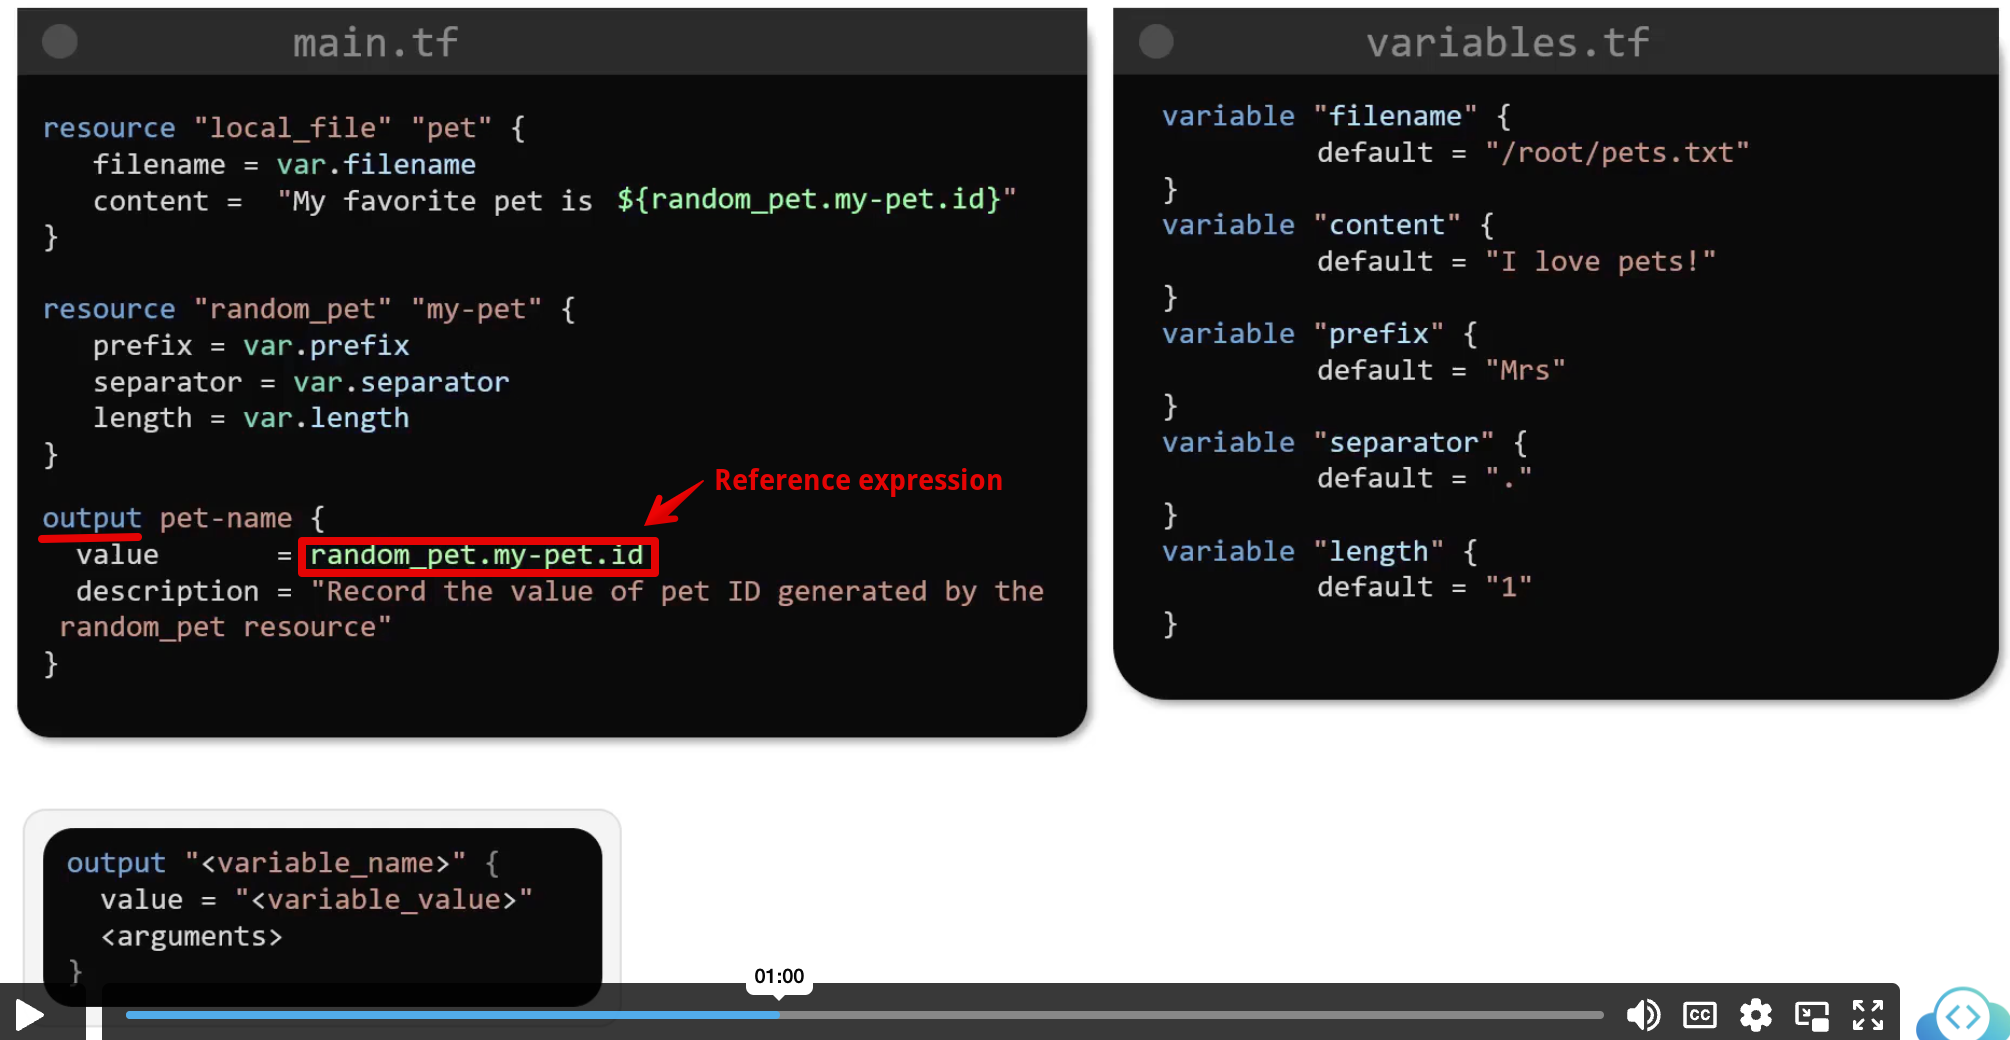 main.tf
resource "local_file" "pet" {
filename = var.filename
content = "My favorite pet is ${random_pet.my-pet.id}"
}
resource "random_pet" "my-pet" {
prefix = var.prefix
separator = var.separator
length = var.length
}
Reference expression
output pet-name {
value = random_pet.my-pet.id
description = "Record the value of pet ID generated by the
random_pet resource"
}
variables.tf
variable "filename" {
default = "/root/pets.txt"
}
variable "content" {
default = "I love pets!"
}
variable "prefix" {
default = "Mrs"
}
variable "separator" {
default = "."
}
variable "length" {
default = "1"
}
output "<variable_name>" {
value = "<variable_value>"
<arguments>
}
01:00
CC